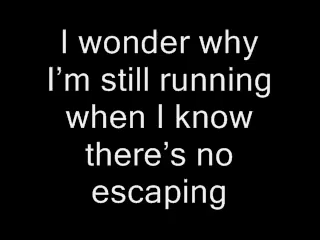 I wonder why
I’m still running
when I know
there’s no
escaping